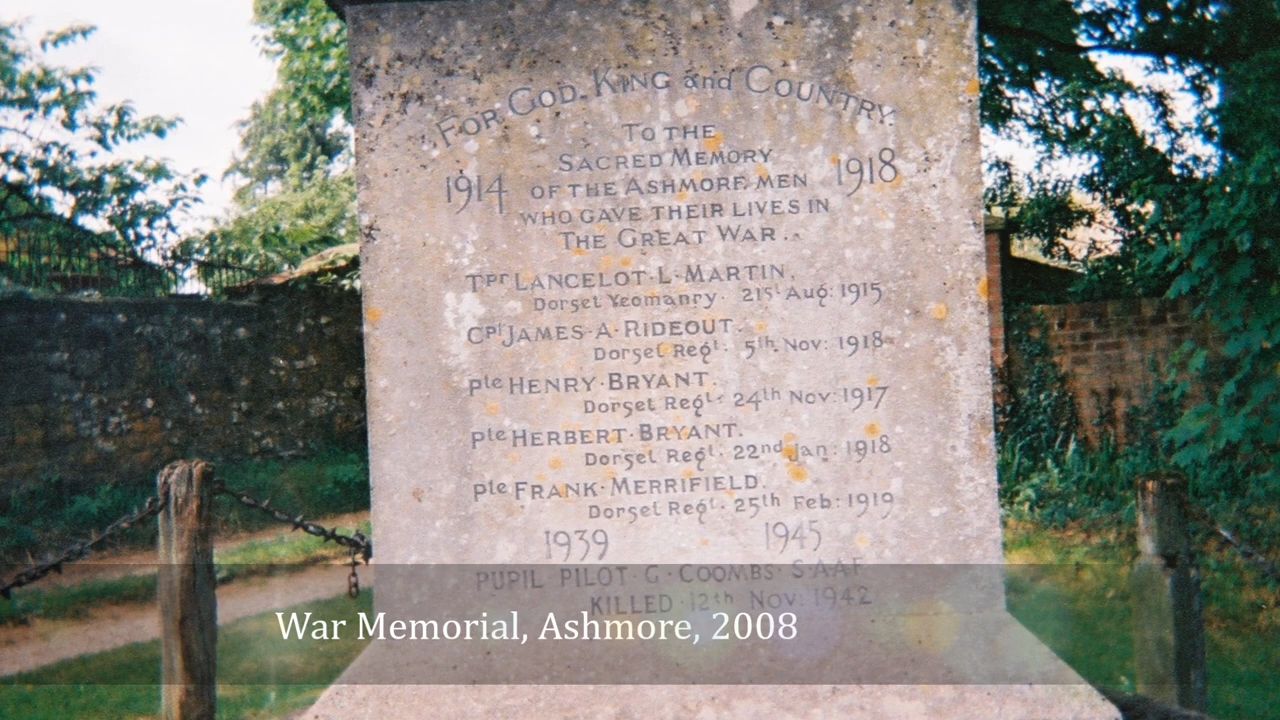 FOR GOD. KING and COUNTRY.
TO THE
SACRED MEMORY
1914 OF THE ASHMORE MEN 1918
WHO GAVE THEIR LIVES IN
THE GREAT WAR.
Tpr LANCELOT·L·MARTIN.
Dorset Yeomanry. 21st Aug: 1915
Cpl JAMES·A·RIDEOUT.
Dorset Regt. 5th Nov: 1918
Pte HENRY·BRYANT.
Dorset Regt. 24th Nov: 1917
Pte HERBERT·BRYANT.
Dorset Regt. 22nd Jan: 1918
Pte FRANK·MERRIFIELD.
Dorset Regt. 25th Feb: 1919
1939 1945
PUPIL·PILOT·G·COOMBS·SAAF
KILLED·12th Nov: 1942
War Memorial, Ashmore, 2008